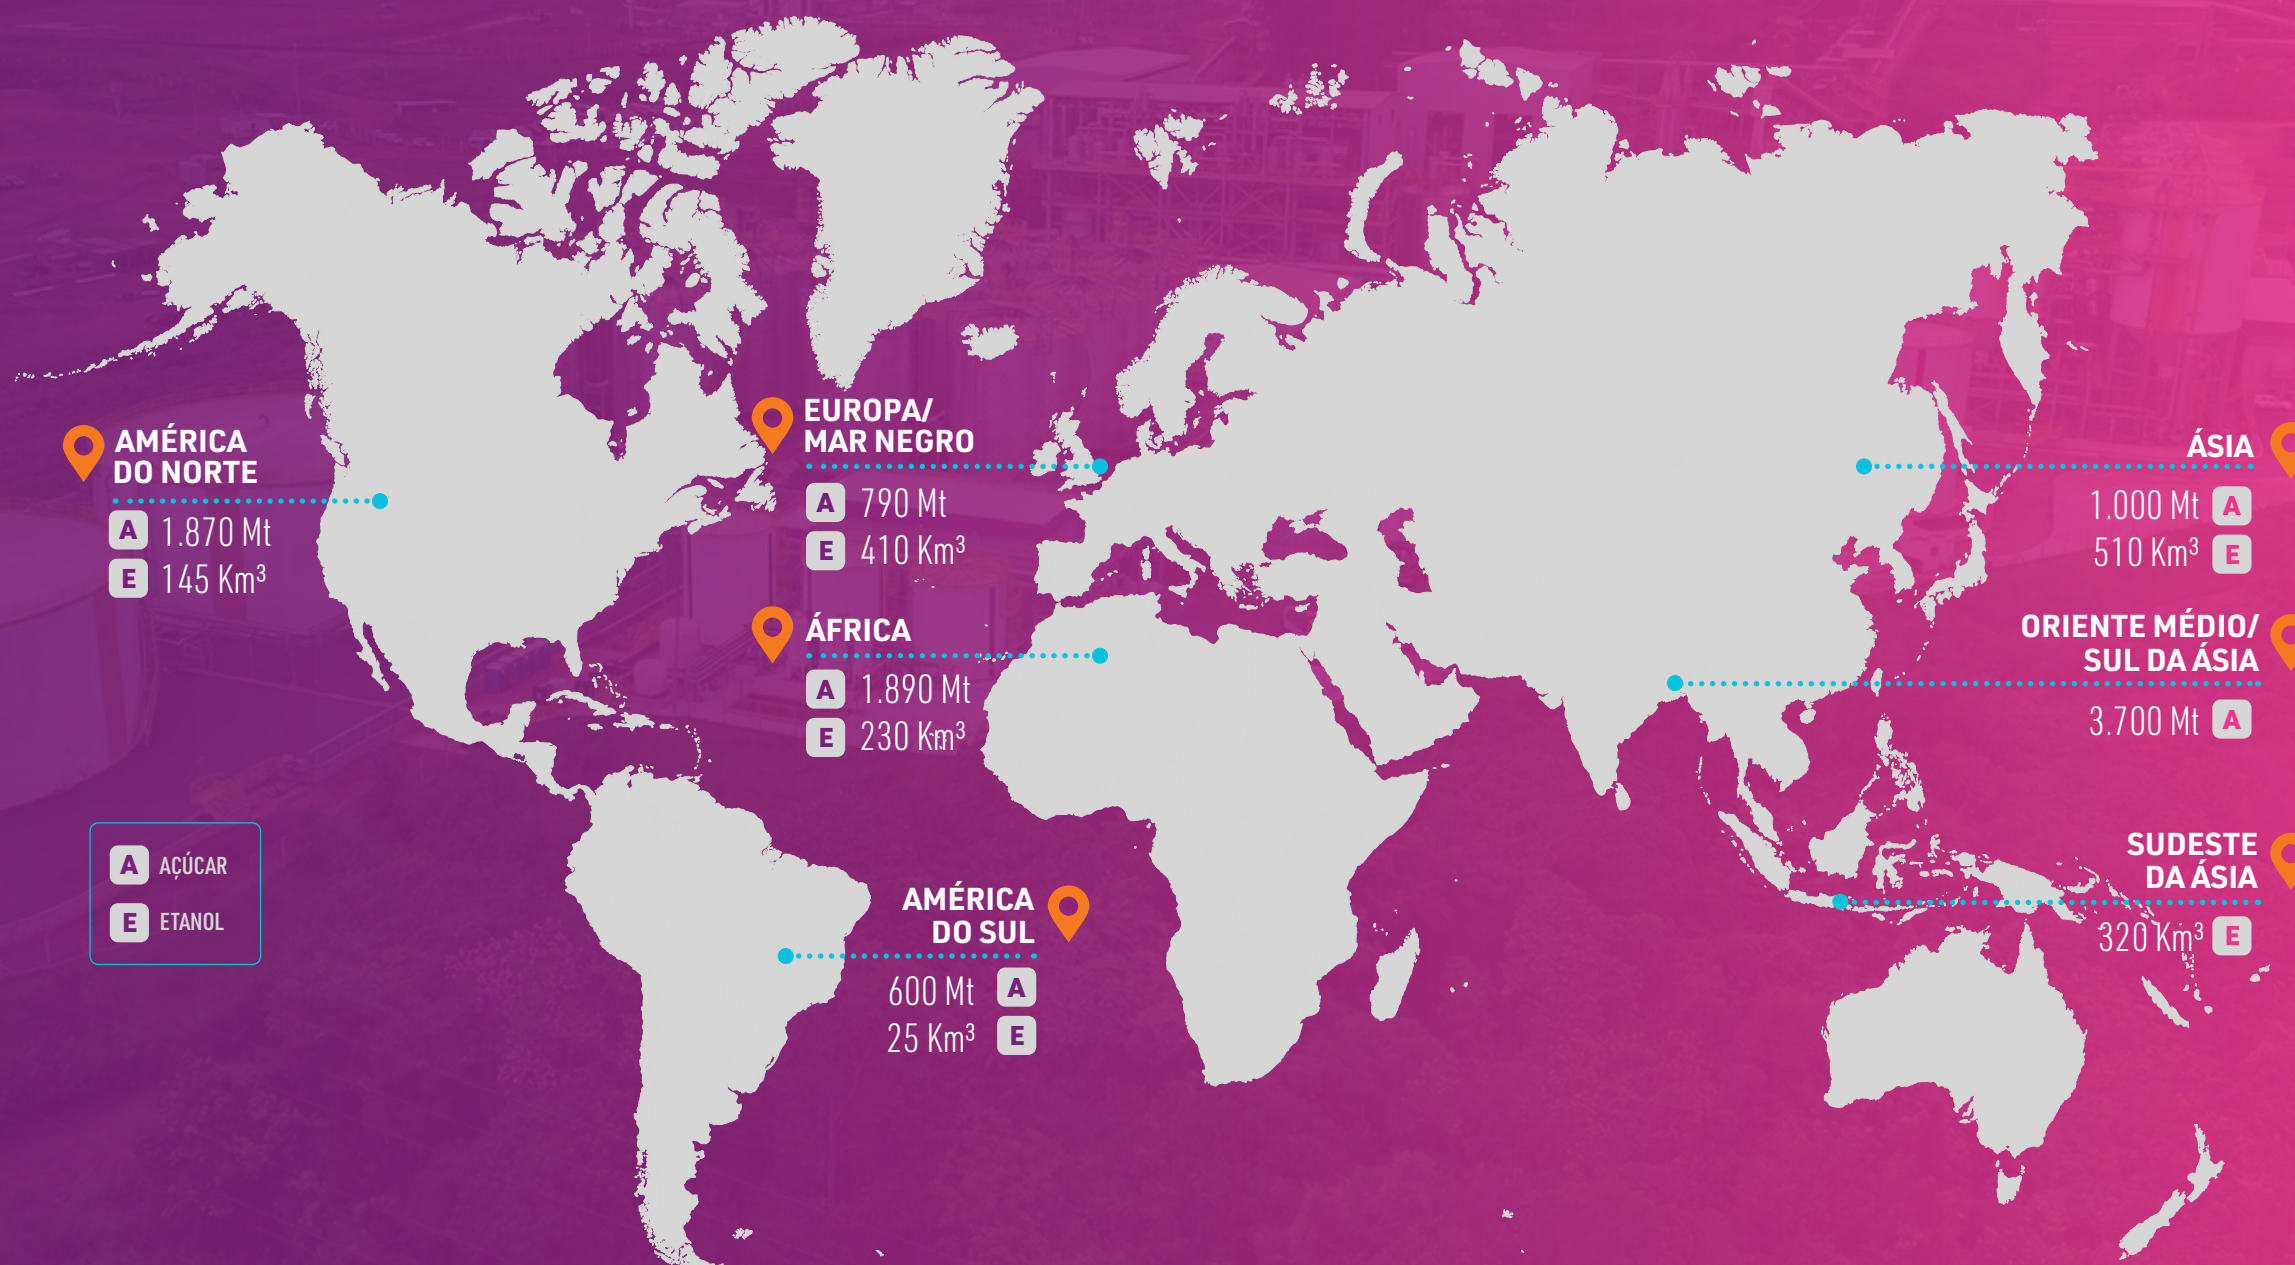 AMÉRICA
DO NORTE
A 1.870 Mt
E 145 Km³
EUROPA/
MAR NEGRO
A 790 Mt
E 410 Km³
ÁFRICA
A 1.890 Mt
E 230 Km³
AMÉRICA
DO SUL
600 Mt A
25 Km³ E
ÁSIA
1.000 Mt A
510 Km³ E
ORIENTE MÉDIO/
SUL DA ÁSIA
3.700 Mt A
SUDESTE
DA ÁSIA
320 Km³ E
A AÇÚCAR
E ETANOL